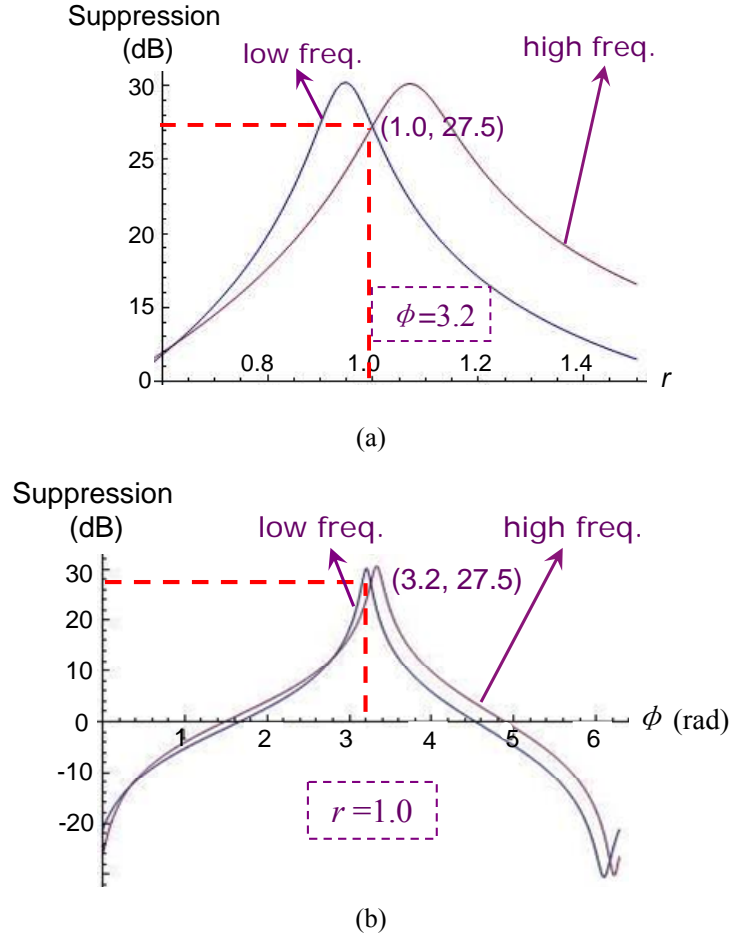 Suppression
(dB)
low freq.
high freq.
30
(1.0, 27.5)
25
20
15
ϕ=3.2
0
0.8
1.0
1.2
1.4
r
(a)
Suppression
(dB)
low freq.
high freq.
30
(3.2, 27.5)
20
10
0
1
2
3
4
5
6
ϕ (rad)
-10
r =1.0
-20
(b)